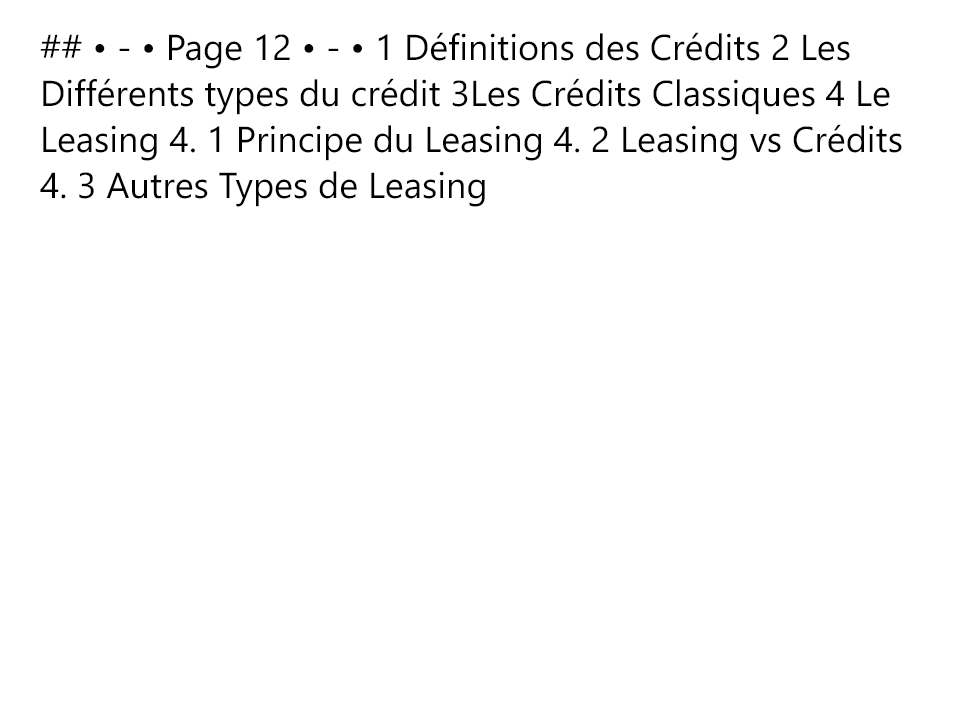 ## • - • Page 12 • - • 1 Définitions des Crédits 2 Les
Différents types du crédit 3Les Crédits Classiques 4 Le
Leasing 4. 1 Principe du Leasing 4. 2 Leasing vs Crédits
4. 3 Autres Types de Leasing